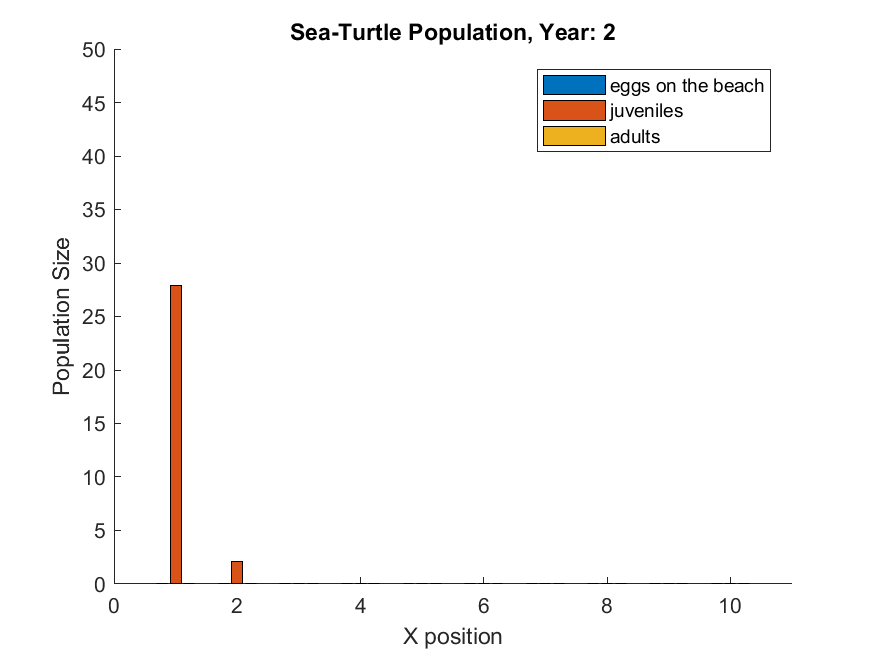 Sea-Turtle Population, Year: 2
50
45
40
35
30
25
20
15
10
5
0
Population Size
eggs on the beach
juveniles
adults
0 2 4 6 8 10
X position